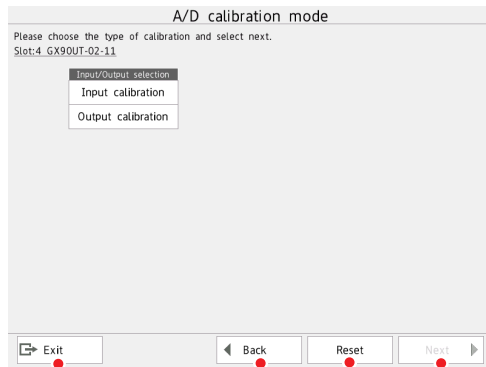 A/D calibration mode
Please choose the type of calibration and select next.
Slot:4 GX90UT-02-11
Input/Output selection
Input calibration
Output calibration
Exit
Back
Reset
Next